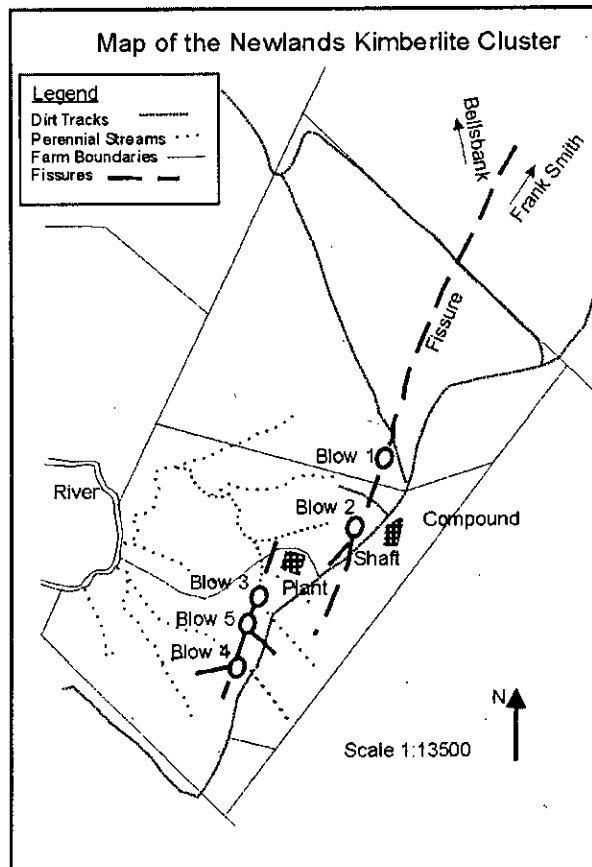 Map of the Newlands Kimberlite Cluster
Legend
Dirt Tracks
Perennial Streams
Farm Boundaries
Fissures
Bellsbank
Frank Smith
Fissure
Blow 1
River
Blow 2
Compound
Shaft
Plant
Blow 3
Blow 5
Blow 4
N
Scale 1:13500